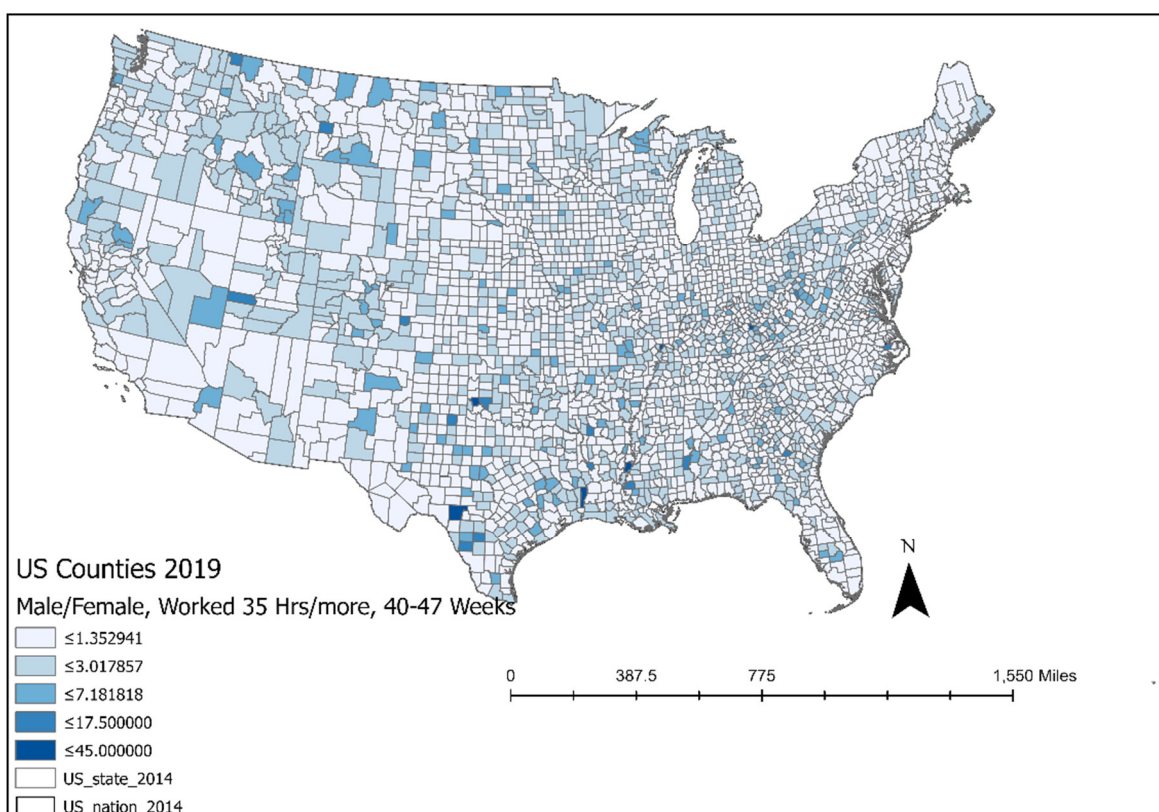 N
US Counties 2019
Male/Female, Worked 35 Hrs/more, 40-47 Weeks
≤1.352941
≤3.017857
≤7.181818
≤17.500000
≤45.000000
US_state_2014
US_nation_2014
0 387.5 775 1,550 Miles